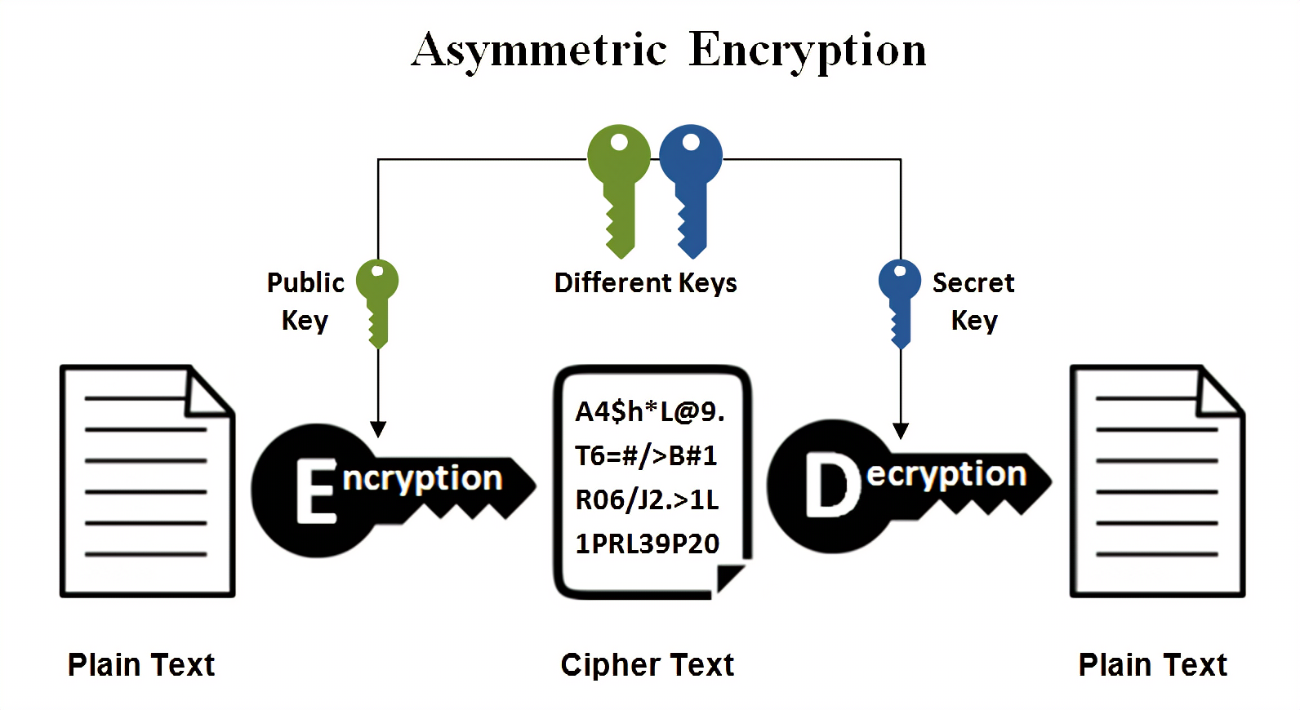 Asymmetric Encryption
Public
Key
Different Keys
Secret
Key
Encryption
A4$h*L@9.
T6=#/>B#1
R06/J2.>1L
1PRL39P20
Decryption
Plain Text
Cipher Text
Plain Text